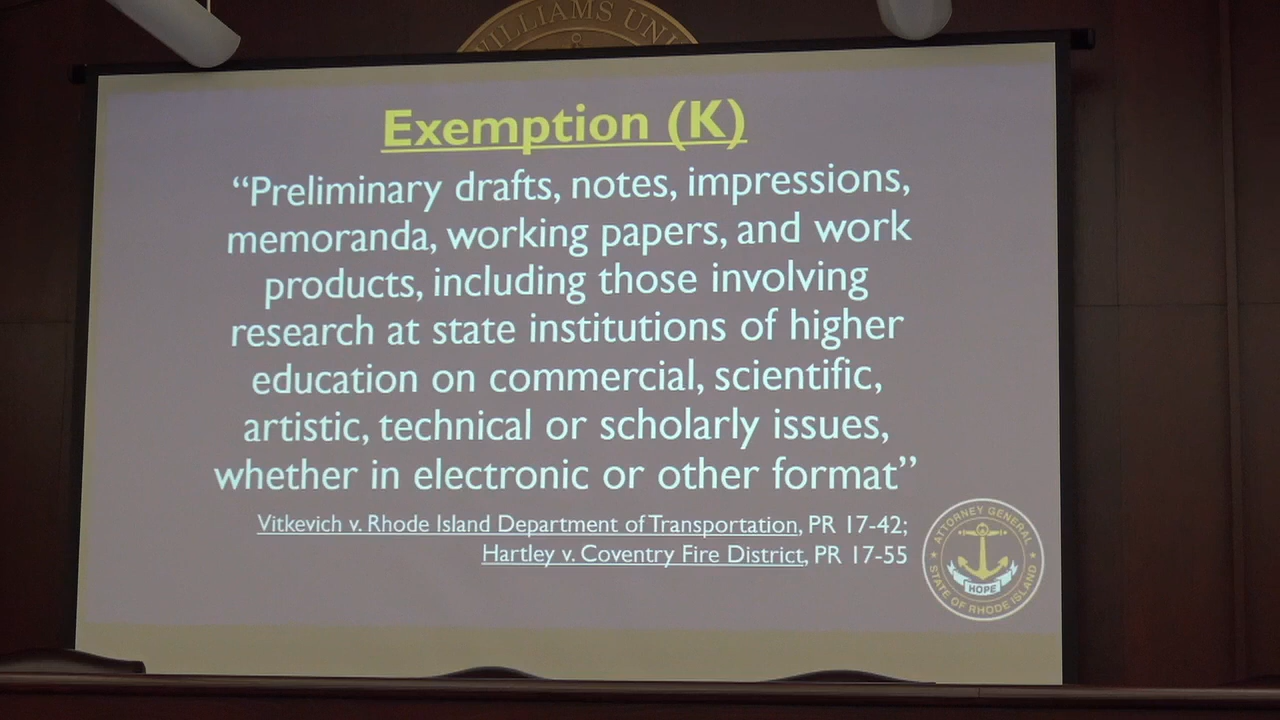 WILLIAMS UNI
Exemption (K)
“Preliminary drafts, notes, impressions,
memoranda, working papers, and work
products, including those involving
research at state institutions of higher
education on commercial, scientific,
artistic, technical or scholarly issues,
whether in electronic or other format”
Vitkevich v. Rhode Island Department of Transportation, PR 17-42;
Hartley v. Coventry Fire District, PR 17-55
ATTORNEY GENERAL
HOPE
STATE OF RHODE ISLAND